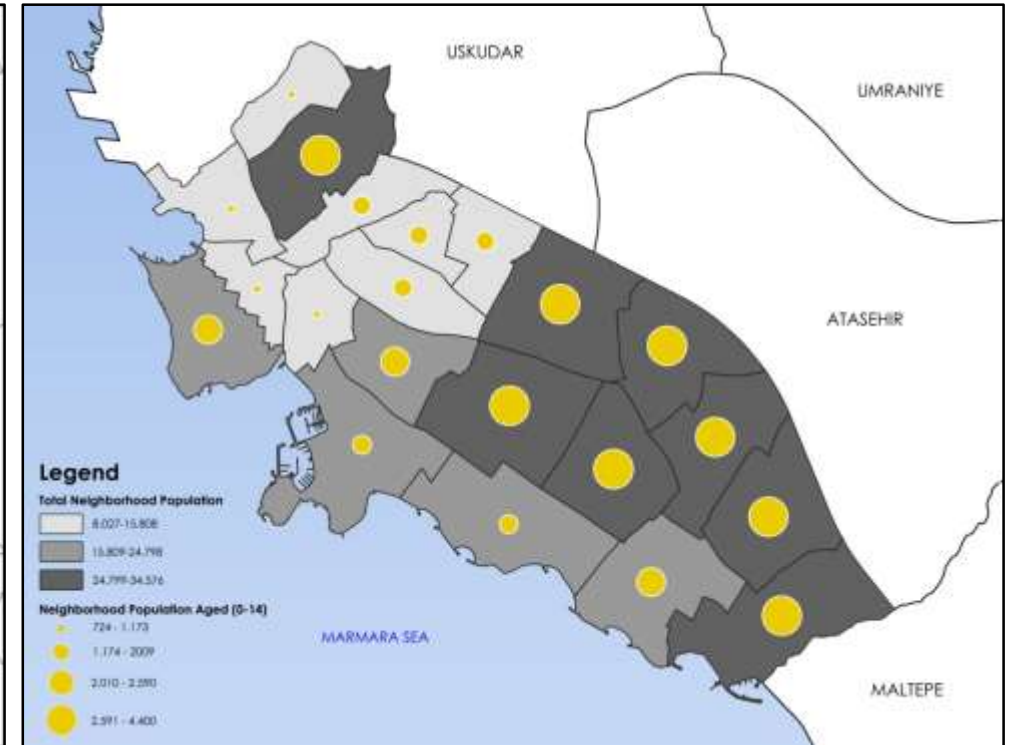 USKUDAR
UMRANIYE
ATASEHIR
Legend
Total Neighborhood Population
8.027-15.808
15.809-24.798
24.799-34.576
Neighborhood Population Aged (0-14)
724 - 1.173
1.174 - 2009
2.010 - 2.590
2.591 - 4.400
MARMARA SEA
MALTEPE